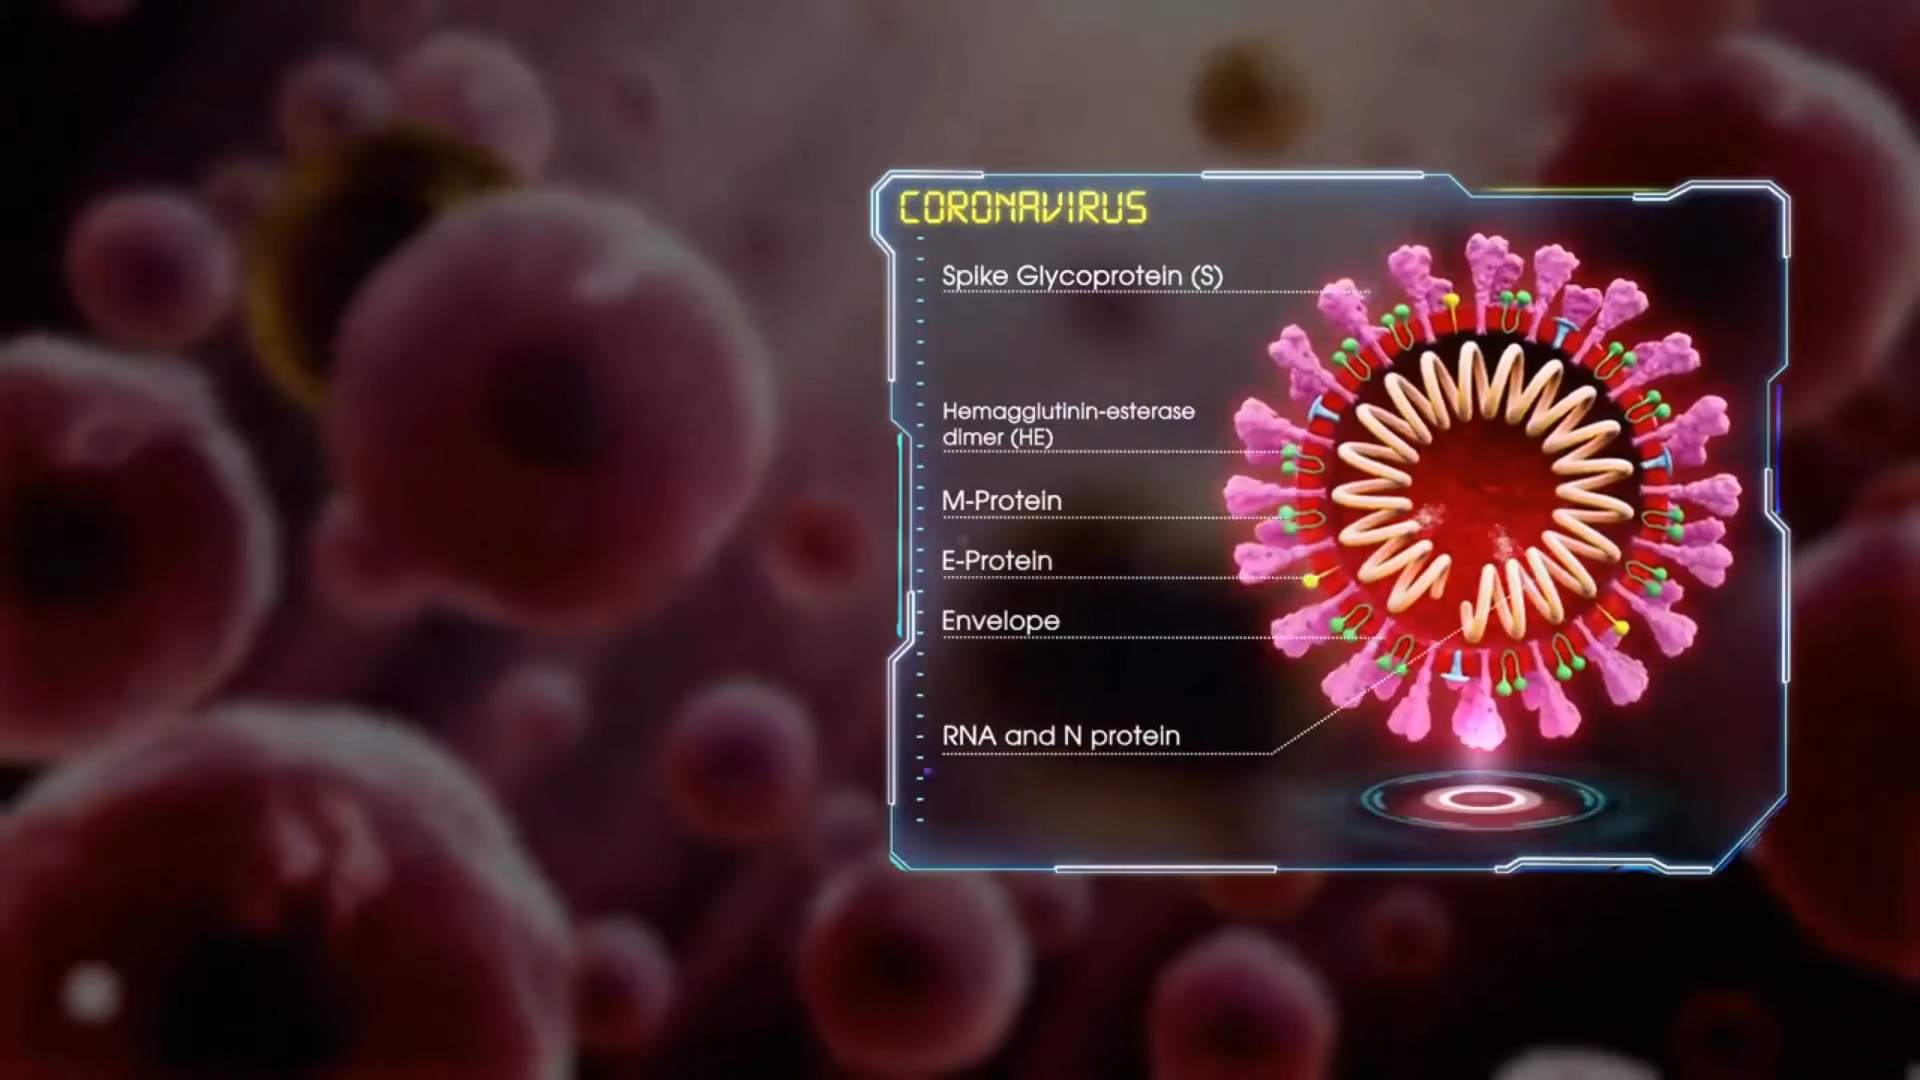 CORONAVIRUS
Spike Glycoprotein (S)
Hemagglutinin-esterase
dimer (HE)
M-Protein
E-Protein
Envelope
RNA and N protein